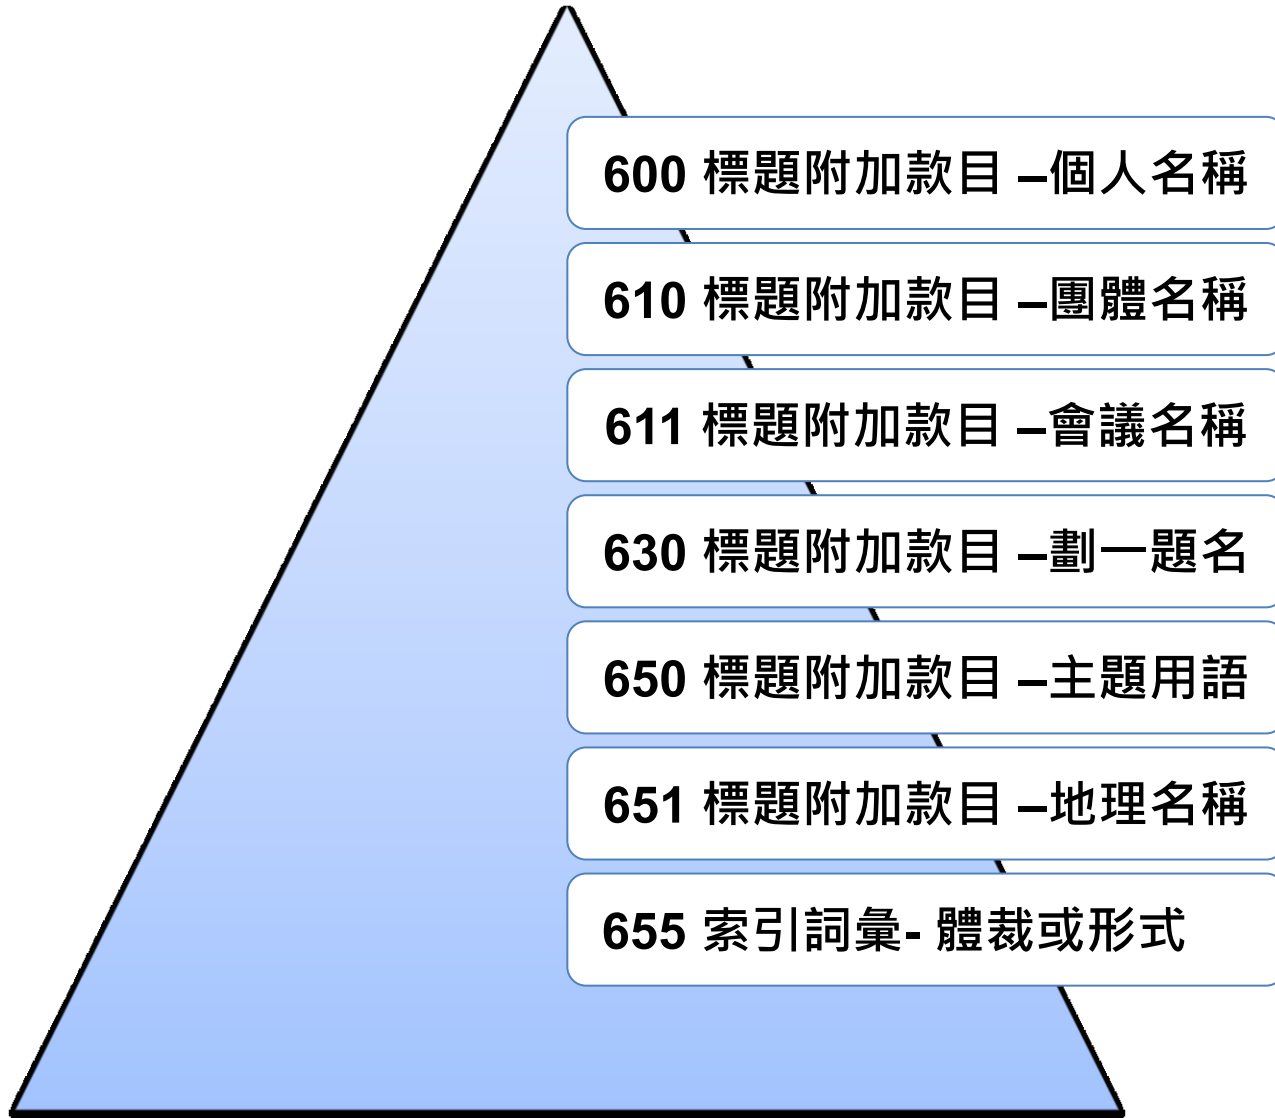 600 標題附加款目 –個人名稱
610 標題附加款目 –團體名稱
611 標題附加款目 –會議名稱
630 標題附加款目 –劃一題名
650 標題附加款目 –主題用語
651 標題附加款目 –地理名稱
655 索引詞彙- 體裁或形式